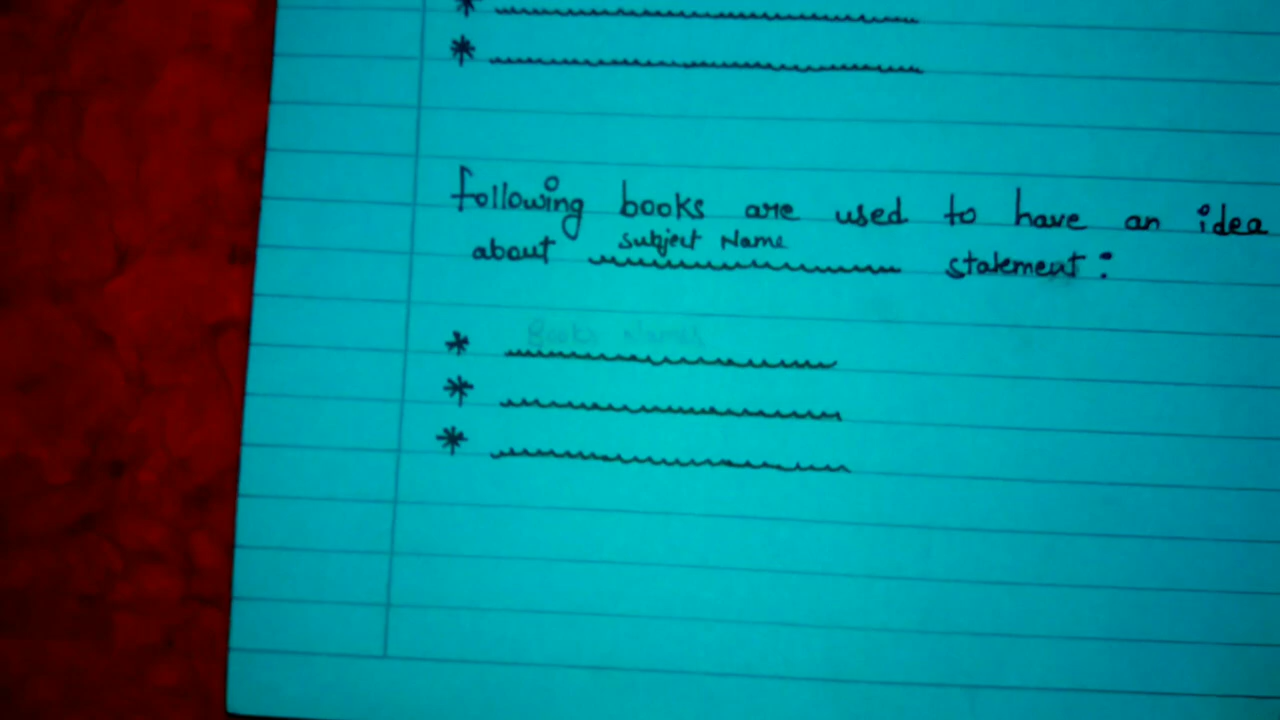 *
*
following books are used to have an idea
about subject Name statement:
* Books Names
*
*